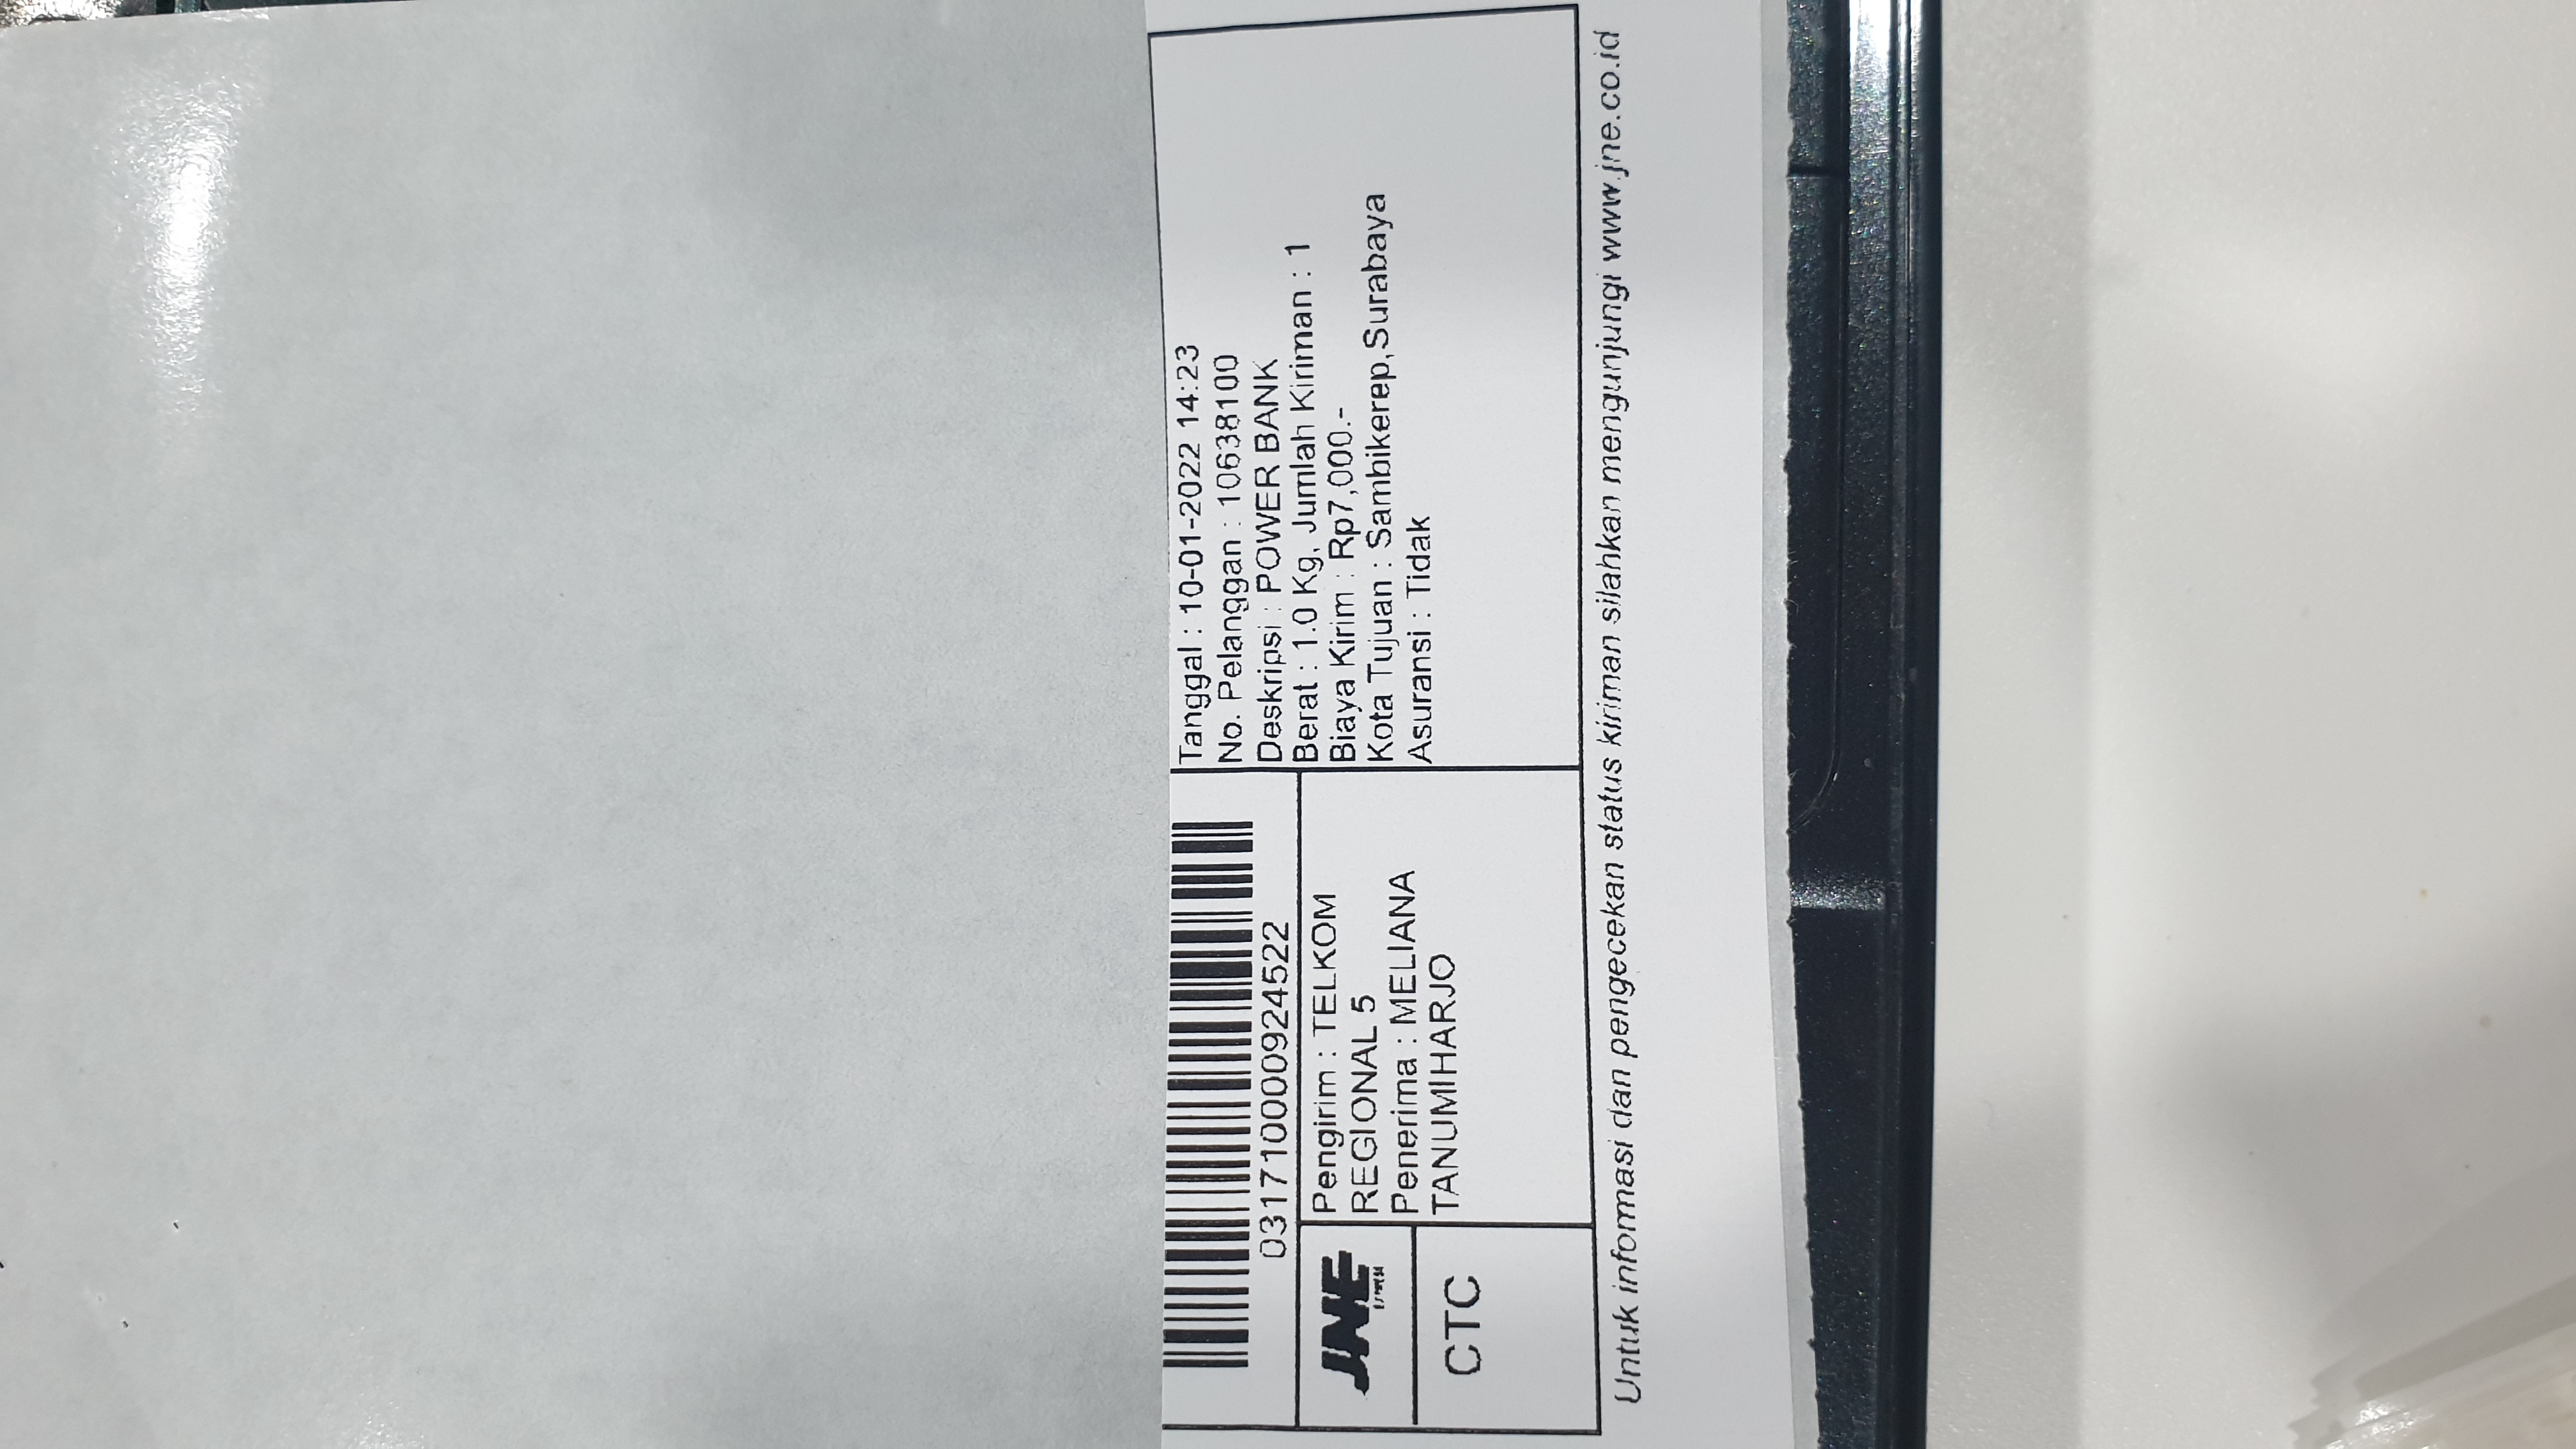 031710000924522
JNE
CTC
Pengirim : TELKOM
REGIONAL 5
Penerima : MELIANA
TANUMIHARJO
Tanggal : 10-01-2022 14:23
No. Pelanggan : 10638100
Deskripsi : POWER BANK
Berat : 1.0 Kg, Jumlah Kiriman : 1
Biaya Kirim : Rp7,000.-
Kota Tujuan : Sambikerep,Surabaya
Asuransi : Tidak
Untuk informasi dan pengecekan status kiriman silahkan mengunjungi www.jne.co.id